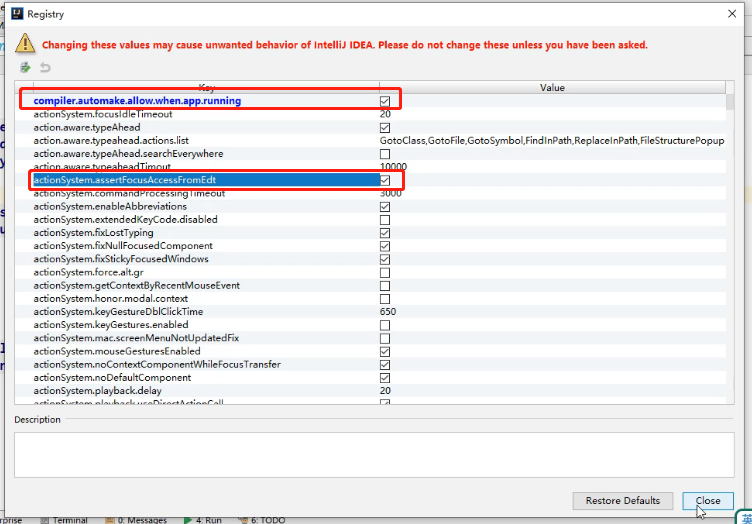 Registry
Changing these values may cause unwanted behavior of IntelliJ IDEA. Please do not change these unless you have been asked.
Key Value
compiler.automake.allow.when.app.running
actionSystem.focusIdleTimeout 20
action.aware.typeAhead
action.aware.typeahead.actions.list GotoClass,GotoFile,GotoSymbol,FindInPath,ReplaceInPath,FileStructurePopup
action.aware.typeahead.searchEverywhere
action.aware.typeaheadTimout 10000
actionSystem.assertFocusAccessFromEdt
actionSystem.commandProcessingTimeout 3000
actionSystem.enableAbbreviations
actionSystem.extendedKeyCode.disabled
actionSystem.fixLostTyping
actionSystem.fixNullFocusedComponent
actionSystem.fixStickyFocusedWindows
actionSystem.force.alt.gr
actionSystem.getContextByRecentMouseEvent
actionSystem.honor.modal.context
actionSystem.keyGestureDblClickTime 650
actionSystem.keyGestures.enabled
actionSystem.mac.screenMenuNotUpdatedFix
actionSystem.mouseGesturesEnabled
actionSystem.noContextComponentWhileFocusTransfer
actionSystem.noDefaultComponent
actionSystem.playback.delay 20
actionSystem.playback.useDirectActionCall
Description
Restore Defaults Close
Terminal 0: Messages 4: Run 6: TODO
英